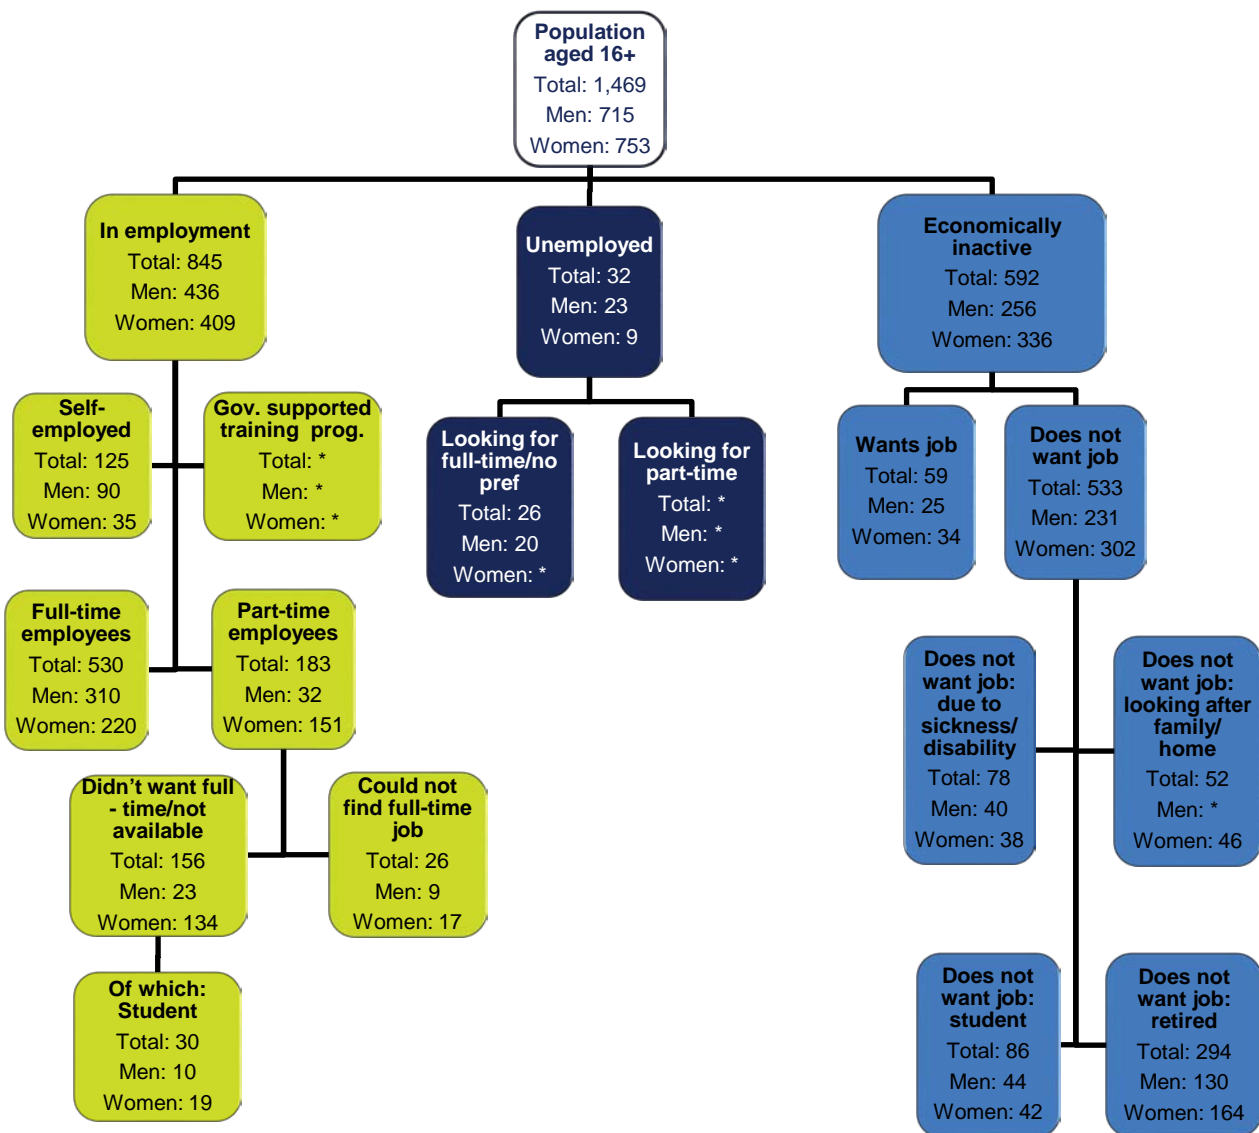 Population
aged 16+
Total: 1,469
Men: 715
Women: 753
In employment
Total: 845
Men: 436
Women: 409
Unemployed
Total: 32
Men: 23
Women: 9
Economically
inactive
Total: 592
Men: 256
Women: 336
Self-
employed
Total: 125
Men: 90
Women: 35
Gov. supported
training prog.
Total: *
Men: *
Women: *
Looking for
full-time/no
pref
Total: 26
Men: 20
Women: *
Looking for
part-time
Total: *
Men: *
Women: *
Wants job
Total: 59
Men: 25
Women: 34
Does not
want job
Total: 533
Men: 231
Women: 302
Full-time
employees
Total: 530
Men: 310
Women: 220
Part-time
employees
Total: 183
Men: 32
Women: 151
Does not
want job:
due to
sickness/
disability
Total: 78
Men: 40
Women: 38
Does not
want job:
looking after
family/
home
Total: 52
Men: *
Women: 46
Didn't want full
- time/not
available
Total: 156
Men: 23
Women: 134
Could not
find full-time
job
Total: 26
Men: 9
Women: 17
Of which:
Student
Total: 30
Men: 10
Women: 19
Does not
want job:
student
Total: 86
Men: 44
Women: 42
Does not
want job:
retired
Total: 294
Men: 130
Women: 164